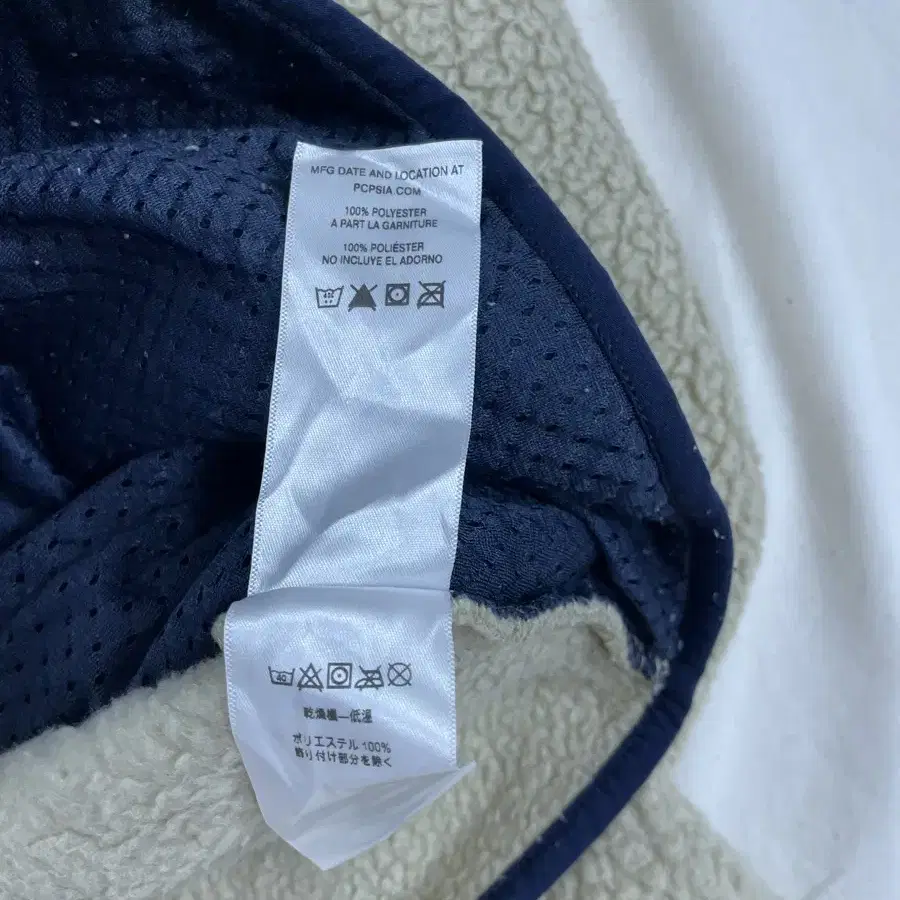 MFG DATE AND LOCATION AT
PCPSIA.COM
100% POLYESTER
A PART LA GARNITURE
100% POLIÉSTER
NO INCLUYE EL ADORNO
40
乾燥機—低温
ポリエステル 100%
飾り付け部分を除く